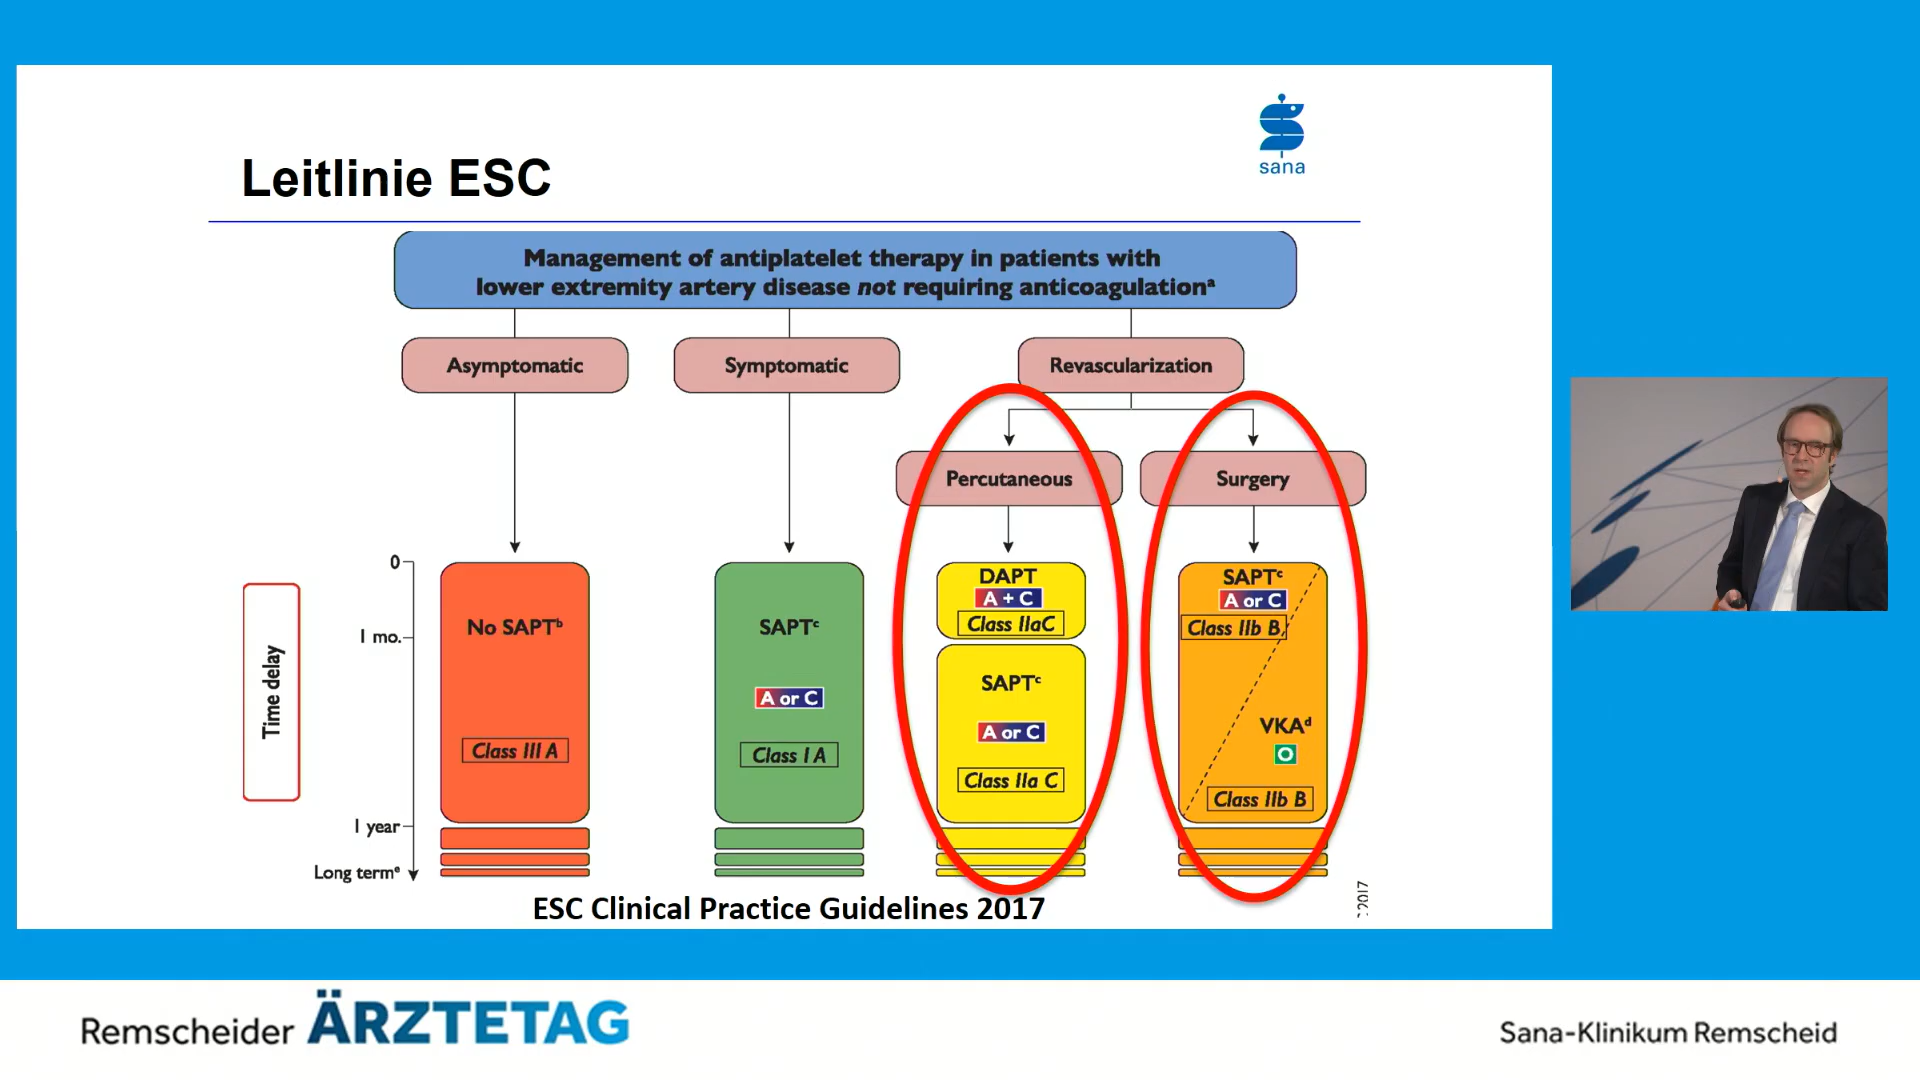 sana
Leitlinie ESC
Management of antiplatelet therapy in patients with
lower extremity artery disease not requiring anticoagulationᵃ
Asymptomatic
Symptomatic
Revascularization
Percutaneous
Surgery
Time delay
0
1 mo.
1 year
Long termᵉ
No SAPTᵇ
Class III A
SAPTᶜ
A or C
Class I A
DAPT
A + C
Class IIaC
SAPTᶜ
A or C
Class IIa C
SAPTᶜ
A or C
Class IIb B
VKAᵈ
O
Class IIb B
2017
ESC Clinical Practice Guidelines 2017
Remscheider ÄRZTETAG
Sana-Klinikum Remscheid